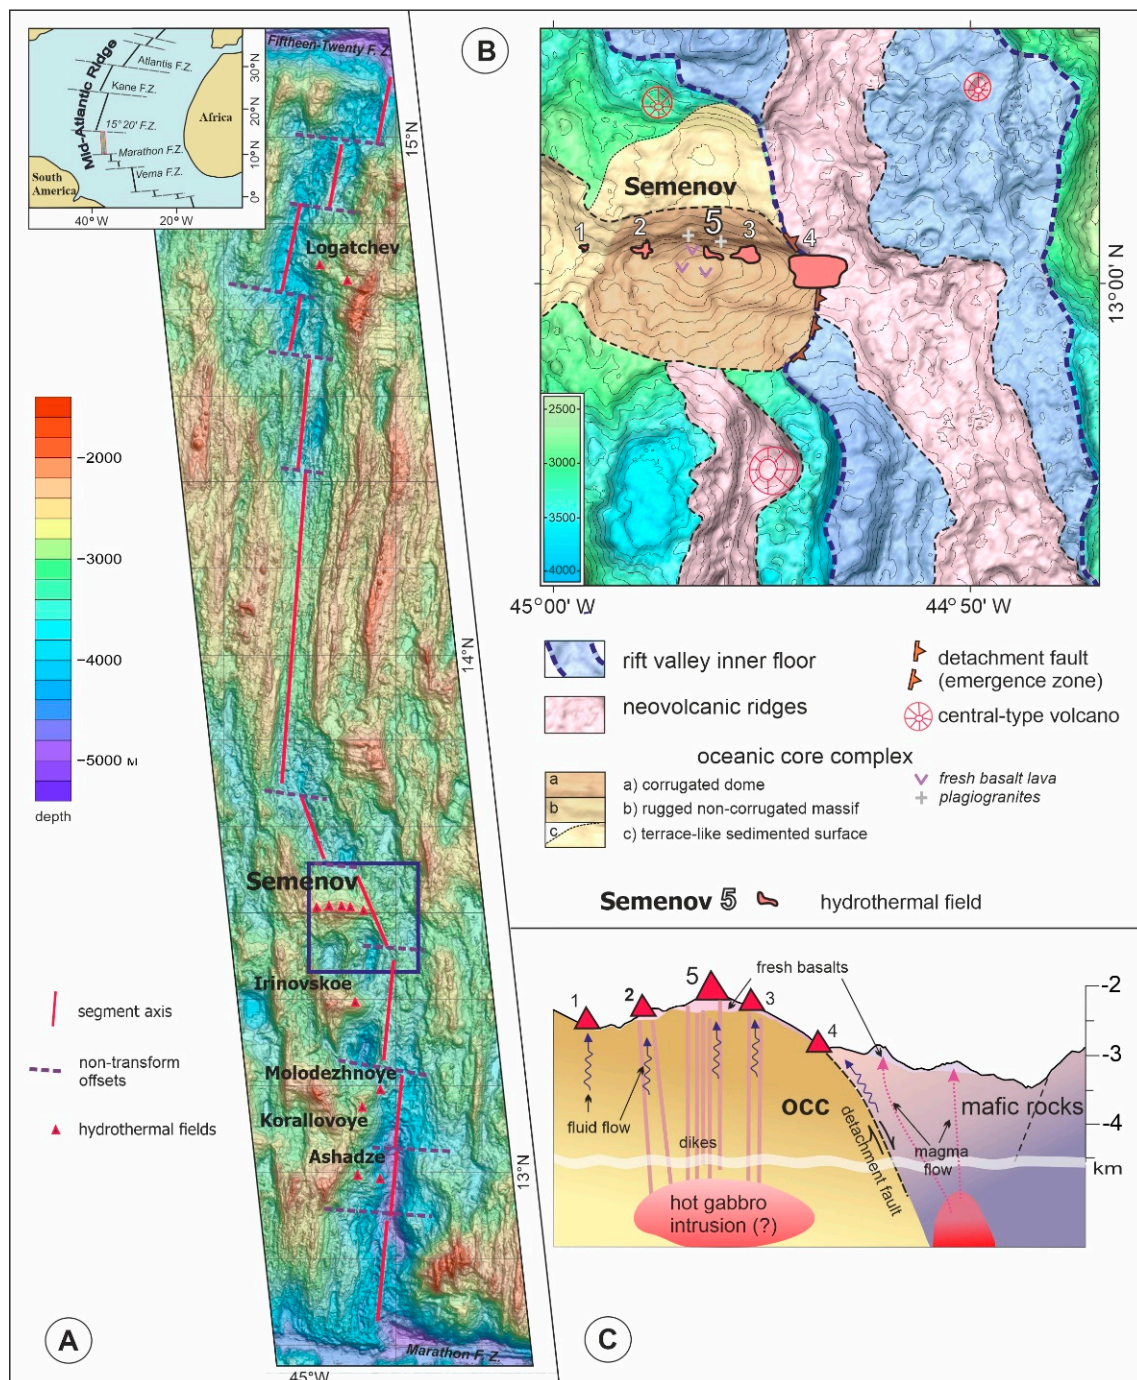 A
Fifteen-Twenty F. Z.
Mid-Atlantic Ridge
Atlantis F.Z.
Kane F.Z.
15° 20' F.Z.
Marathon F.Z.
Vema F.Z.
Africa
South
America
30°N
20°N
10°N
0°
40° W
20° W
15°N
14°N
13°N
45°W
Logatchev
Semenov
Irinovskoe
Molodezhnoye
Korallovoye
Ashadze
Marathon F. Z.
−2000
−3000
−4000
−5000 м
depth
segment axis
non-transform
offsets
hydrothermal fields
B
Semenov
1
2
5
3
4
13°00' N
2500
3000
3500
4000
45°00' W
44°50' W
rift valley inner floor
neovolcanic ridges
detachment fault
(emergence zone)
central-type volcano
oceanic core complex
a
a) corrugated dome
b
b) rugged non-corrugated massif
c
c) terrace-like sedimented surface
fresh basalt lava
plagiogranites
Semenov 5
hydrothermal field
C
1
2
5
3
4
fresh basalts
fluid flow
dikes
OCC
detachment fault
mafic rocks
magma
flow
hot gabbro
intrusion (?)
-2
-3
-4
km